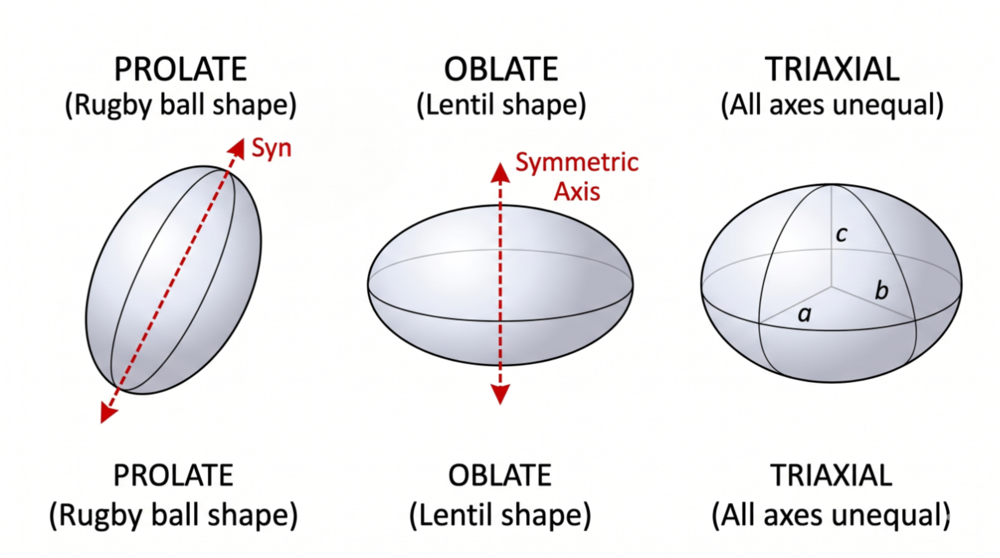 PROLATE
(Rugby ball shape)
Syn
OBLATE
(Lentil shape)
Symmetric
Axis
TRIAXIAL
(All axes unequal)
c
b
a
PROLATE
(Rugby ball shape)
OBLATE
(Lentil shape)
TRIAXIAL
(All axes unequal)